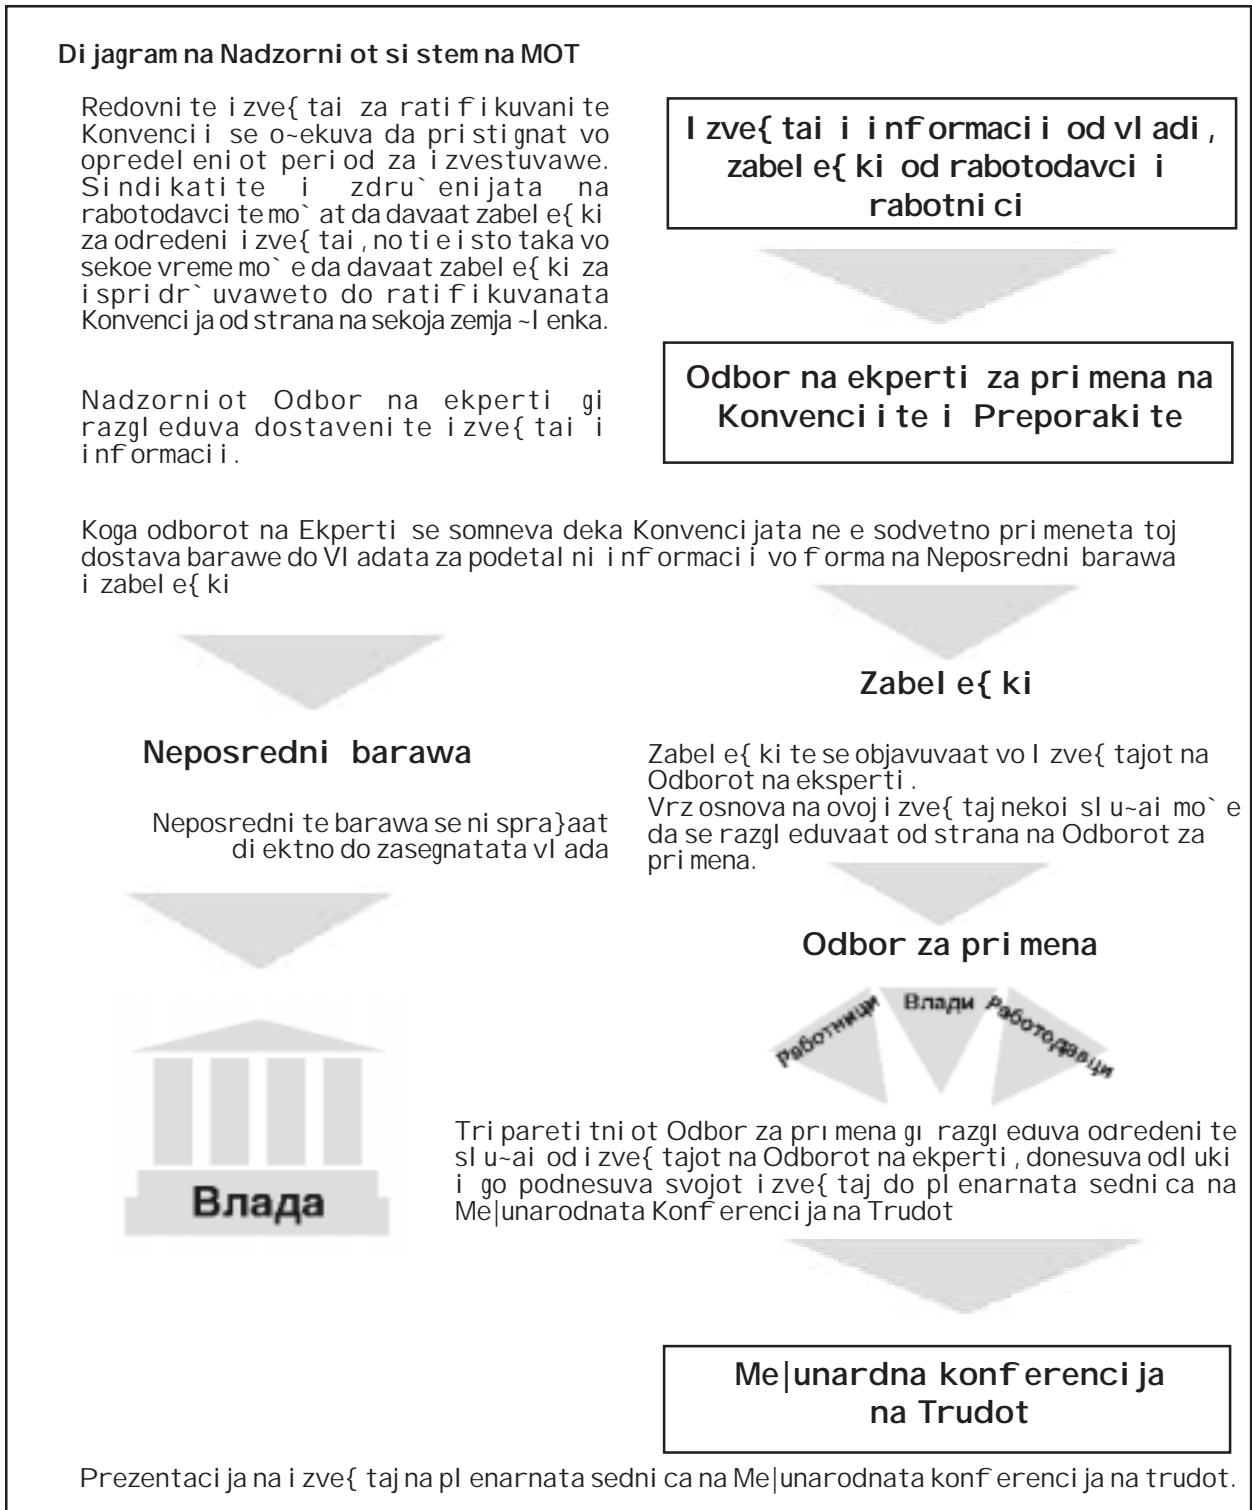 Dijagram na Nadzorniot sistem na MOT
Redovnite izve{tai za ratifikuvanite
Konvencii se o~ekuva da pristignat vo
opredeleniot period za izvestuvawe.
Sindikatite i zdru`enijata na
rabotodavcite mo`at da davaat zabele{ki
za odredeni izve{tai, no tie isto taka vo
sekoe vreme mo`e da davaat zabele{ki za
ispridr`uvaweto do ratifikuvanata
Konvencija od strana na sekoja zemja ~lenka.
Izve{tai i informacii od vladi,
zabele{ki od rabotodavci i
rabotnici
Nadzorniot Odbor na ekperti gi
razgleduva dostavenite izve{tai i
informacii.
Odbor na ekperti za primena na
Konvenciite i Preporakite
Koga odborot na Ekperti se somneva deka Konvencijata ne e sodvetno primeneta toj
dostava barawe do Vladata za podetalni informacii vo forma na Neposredni barawa
i zabele{ki
Neposredni barawa
Neposrednite barawa se ni spra}aat
diektno do zasegnatata vlada
Влада
Zabele{ki
Zabele{kite se objavuvaat vo Izve{tajot na
Odborot na eksperti.
Vrz osnova na ovoj izve{taj nekoi slu~ai mo`e
da se razgleduvaat od strana na Odborot za
primena.
Odbor za primena
Работници Влади Работодавци
Tripareti tniot Odbor za primena gi razgleduva odredenite
slu~ai od izve{tajot na Odborot na ekperti, donesuva odluki
i go podnesuva svojot izve{taj do plenarnata sednica na
Me|unarodnata Konferencija na Trudot
Me|unardna konferencija
na Trudot
Prezentacija na izve{taj na plenarnata sednica na Me|unarodnata konferencija na trudot.